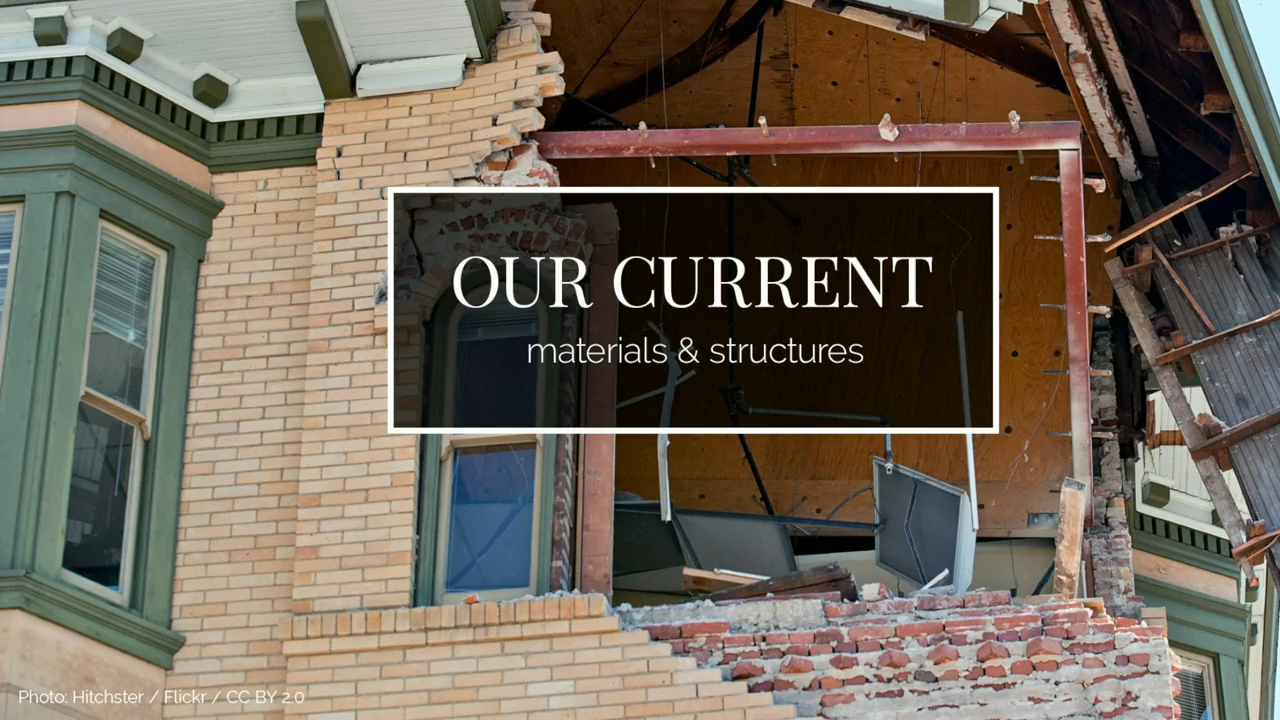 OUR CURRENT
materials & structures
Photo: Hitchster / Flickr / CC BY 2.0